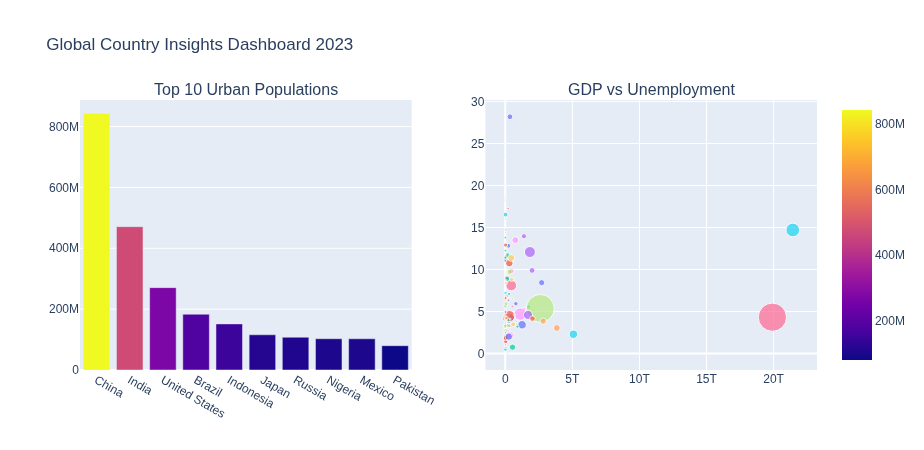 Global Country Insights Dashboard 2023
Top 10 Urban Populations
800M
600M
400M
200M
0
China
India
United States
Brazil
Indonesia
Japan
Russia
Nigeria
Mexico
Pakistan
GDP vs Unemployment
30
25
20
15
10
5
0
0
5T
10T
15T
20T
800M
600M
400M
200M